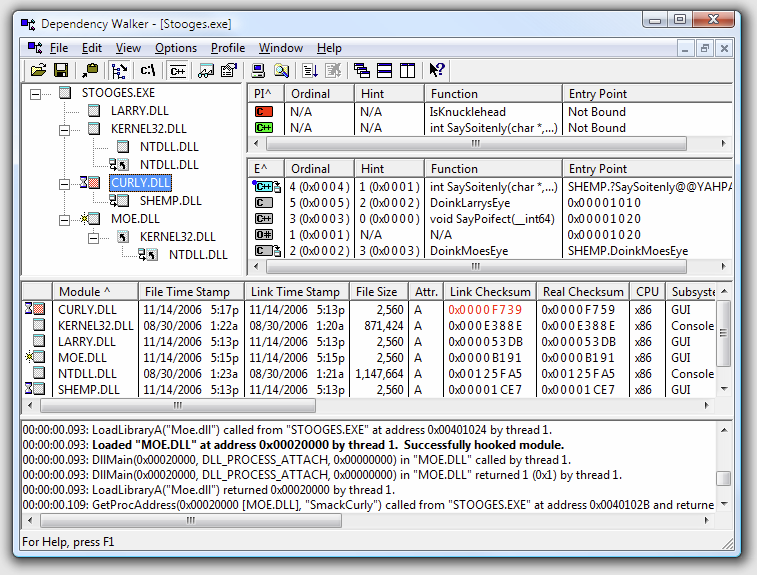 Dependency Walker - [Stooges.exe]
File Edit View Options Profile Window Help
C:\ C++
STOOGES.EXE
LARRY.DLL
KERNEL32.DLL
NTDLL.DLL
NTDLL.DLL
CURLY.DLL
SHEMP.DLL
MOE.DLL
KERNEL32.DLL
NTDLL.DLL
PI^ Ordinal Hint Function Entry Point
C N/A N/A IsKnucklehead Not Bound
C++ N/A N/A int SaySoitenly(char *,...) Not Bound
E^ Ordinal Hint Function Entry Point
C++ 4 (0x0004) 1 (0x0001) int SaySoitenly(char *,...) SHEMP.?SaySoitenly@@YAHPA
C 5 (0x0005) 2 (0x0002) DoinkLarrysEye 0x00001010
C++ 3 (0x0003) 0 (0x0000) void SayPoifect(__int64) 0x00001020
O# 1 (0x0001) N/A N/A 0x00001020
C 2 (0x0002) 3 (0x0003) DoinkMoesEye SHEMP.DoinkMoesEye
Module ^ File Time Stamp Link Time Stamp File Size Attr. Link Checksum Real Checksum CPU Subsyste
CURLY.DLL 11/14/2006 5:17p 11/14/2006 5:13p 2,560 A 0x0000F739 0x0000F759 x86 GUI
KERNEL32.DLL 08/30/2006 1:22a 08/30/2006 1:20a 871,424 A 0x000E388E 0x000E388E x86 Console
LARRY.DLL 11/14/2006 5:13p 11/14/2006 5:13p 2,560 A 0x000053DB 0x000053DB x86 GUI
MOE.DLL 11/14/2006 5:15p 11/14/2006 5:15p 2,560 A 0x0000B191 0x0000B191 x86 GUI
NTDLL.DLL 08/30/2006 1:23a 08/30/2006 1:21a 1,147,664 A 0x00125FA5 0x00125FA5 x86 Console
SHEMP.DLL 11/14/2006 5:13p 11/14/2006 5:13p 2,560 A 0x00001CE7 0x00001CE7 x86 GUI
00:00:00.093: LoadLibraryA("Moe.dll") called from "STOOGES.EXE" at address 0x00401024 by thread 1.
00:00:00.093: Loaded "MOE.DLL" at address 0x00020000 by thread 1. Successfully hooked module.
00:00:00.093: DllMain(0x00020000, DLL_PROCESS_ATTACH, 0x00000000) in "MOE.DLL" called by thread 1.
00:00:00.093: DllMain(0x00020000, DLL_PROCESS_ATTACH, 0x00000000) in "MOE.DLL" returned 1 (0x1) by thread 1.
00:00:00.093: LoadLibraryA("Moe.dll") returned 0x00020000 by thread 1.
00:00:00.109: GetProcAddress(0x00020000 [MOE.DLL], "SmackCurly") called from "STOOGES.EXE" at address 0x0040102B and returne
For Help, press F1